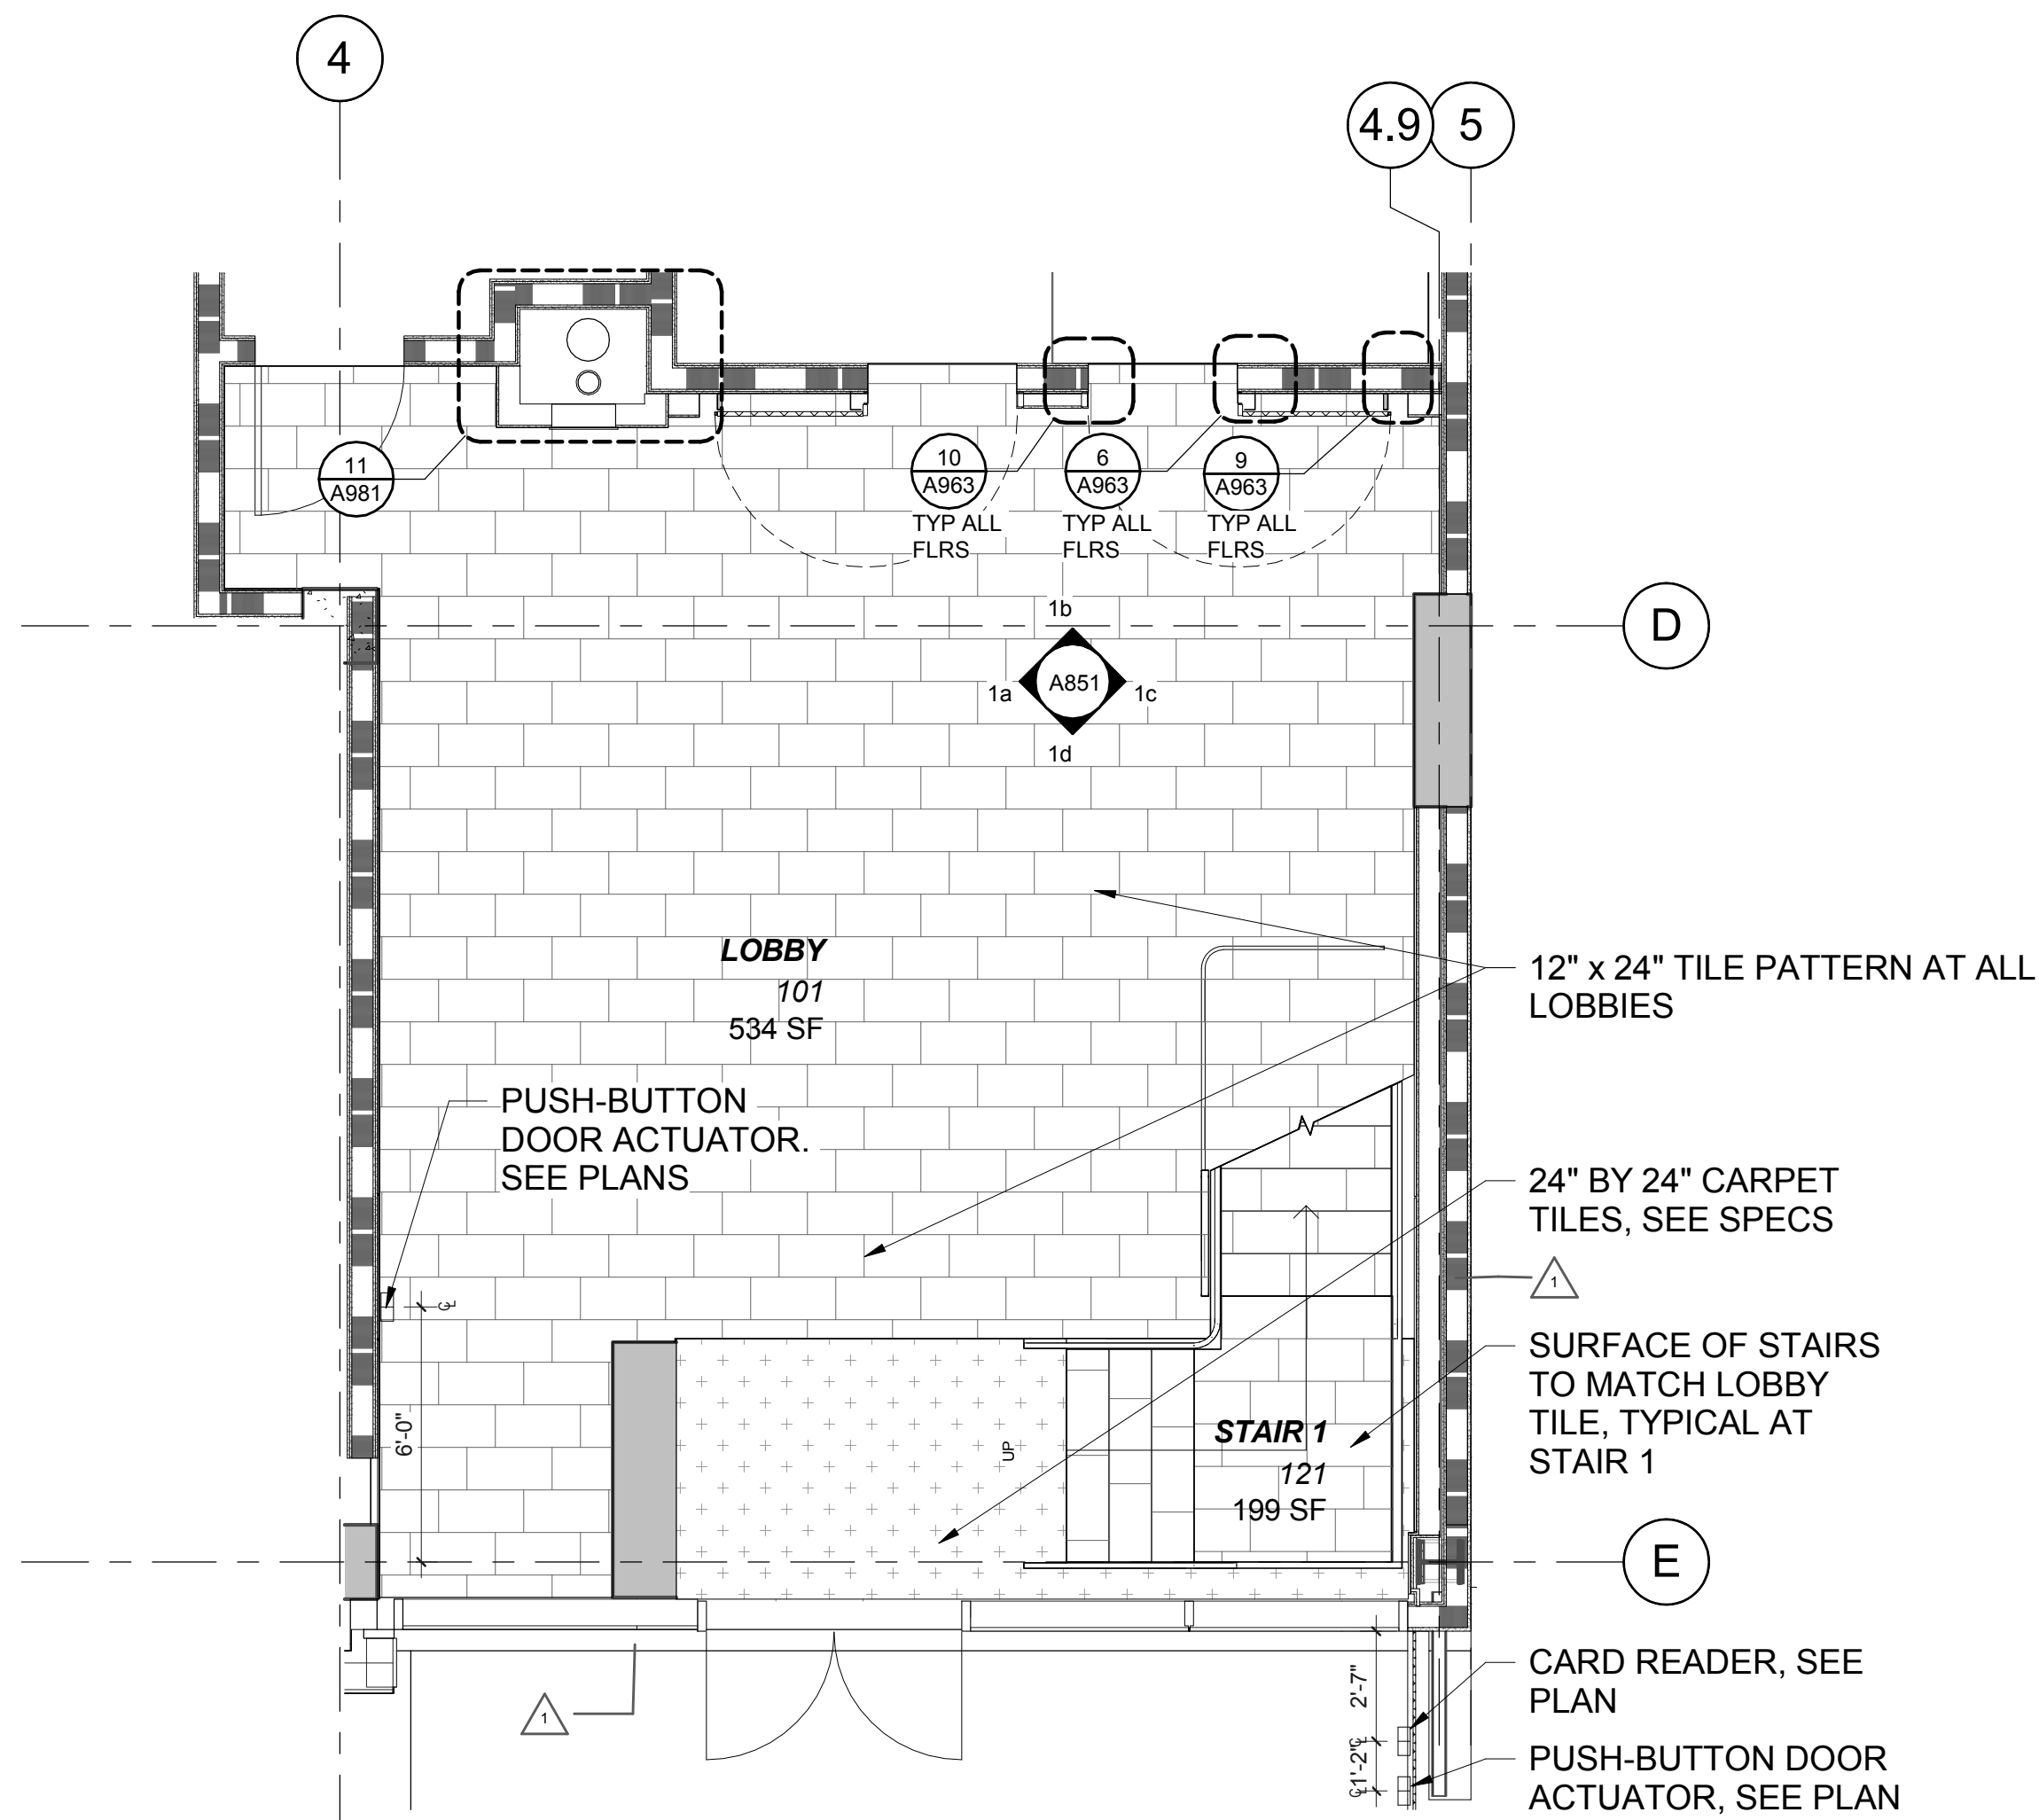 4
4.9
5
11
A981
10
A963
TYP ALL
FLRS
6
A963
TYP ALL
FLRS
9
A963
TYP ALL
FLRS
D
1b
1a
A851
1c
1d
LOBBY
101
534 SF
12" x 24" TILE PATTERN AT ALL
LOBBIES
PUSH-BUTTON
DOOR ACTUATOR.
SEE PLANS
24" BY 24" CARPET
TILES, SEE SPECS
1
CL
SURFACE OF STAIRS
TO MATCH LOBBY
TILE, TYPICAL AT
STAIR 1
6'-0"
UP
STAIR 1
121
199 SF
E
CARD READER, SEE
PLAN
2'-7"
1
CL
1'-2"
CL
PUSH-BUTTON DOOR
ACTUATOR, SEE PLAN